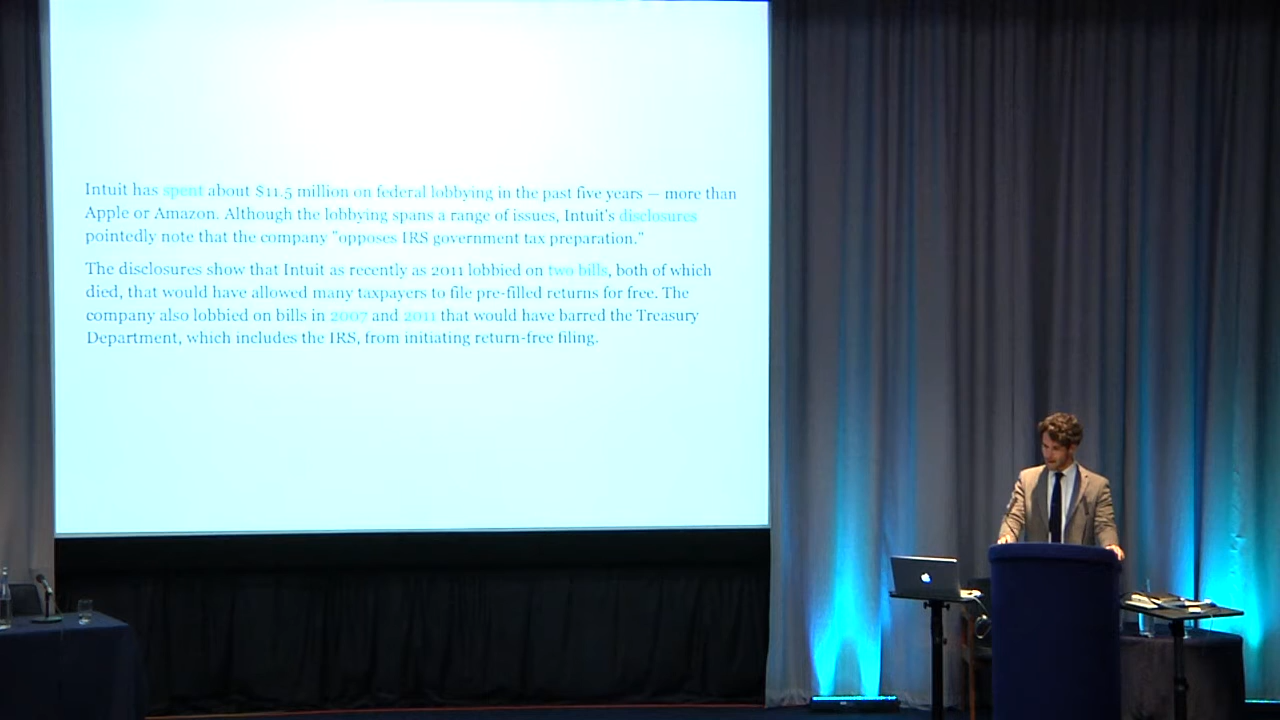 Intuit has spent about $11.5 million on federal lobbying in the past five years — more than
Apple or Amazon. Although the lobbying spans a range of issues, Intuit's disclosures
pointedly note that the company "opposes IRS government tax preparation."
The disclosures show that Intuit as recently as 2011 lobbied on two bills, both of which
died, that would have allowed many taxpayers to file pre-filled returns for free. The
company also lobbied on bills in 2007 and 2011 that would have barred the Treasury
Department, which includes the IRS, from initiating return-free filing.